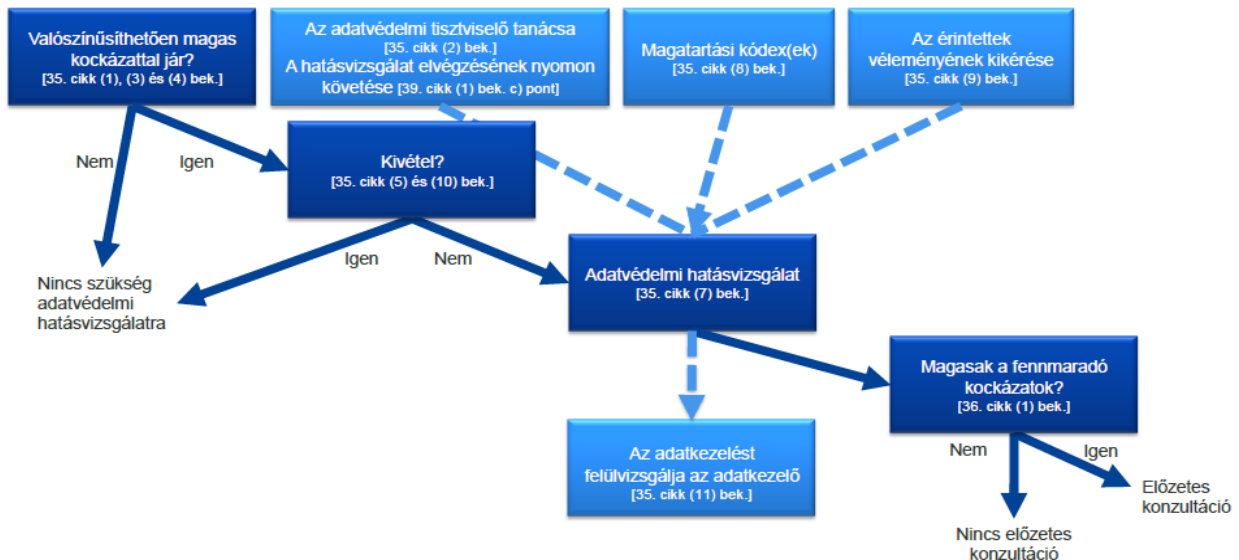 Valószínűsíthetően magas
kockázattal jár?
[35. cikk (1), (3) és (4) bek.]
Az adatvédelmi tisztviselő tanácsa
[35. cikk (2) bek.]
A hatásvizsgálat elvégzésének nyomon
követése [39. cikk (1) bek. c) pont]
Magatartási kódex(ek)
[35. cikk (8) bek.]
Az érintettek
véleményének kikérése
[35. cikk (9) bek.]
Nem
Igen
Kivétel?
[35. cikk (5) és (10) bek.]
Igen
Nem
Nincs szükség
adatvédelmi
hatásvizsgálatra
Adatvédelmi hatásvizsgálat
[35. cikk (7) bek.]
Magasak a fennmaradó
kockázatok?
[36. cikk (1) bek.]
Az adatkezelést
felülvizsgálja az adatkezelő
[35. cikk (11) bek.]
Nem
Igen
Előzetes
konzultáció
Nincs előzetes
konzultáció